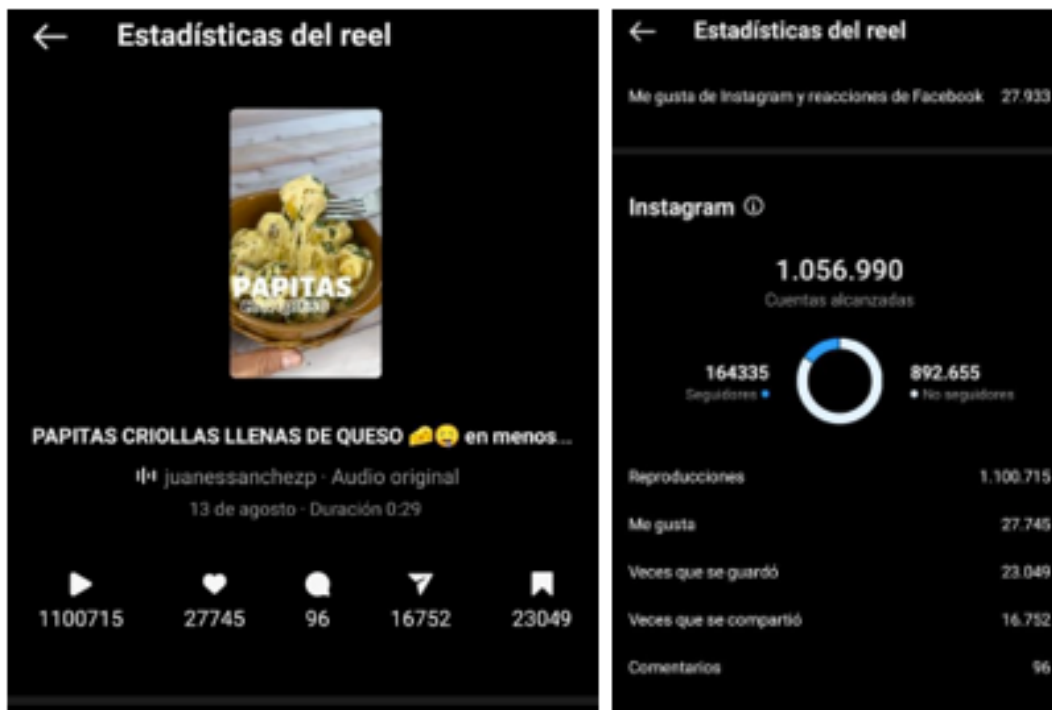 Estadísticas del reel
PAPITAS
PAPITAS CRIOLLAS LLENAS DE QUESO 🧀🤤 en menos...
juanessanchezp · Audio original
13 de agosto · Duración 0:29
1100715 27745 96 16752 23049
Estadísticas del reel
Me gusta de Instagram y reacciones de Facebook 27.933
Instagram
1.056.990
Cuentas alcanzadas
164335 892.655
Seguidores No seguidores
Reproducciones 1.100.715
Me gusta 27.745
Veces que se guardó 23.049
Veces que se compartió 16.752
Comentarios 96